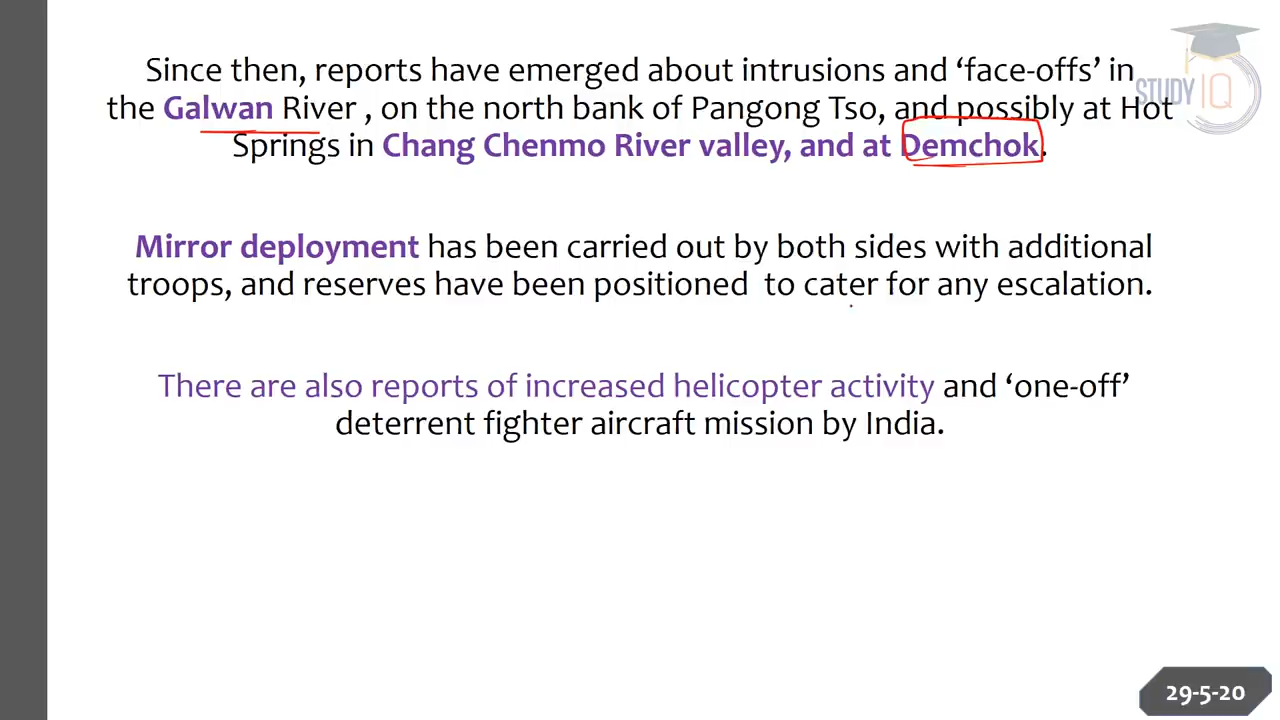 Since then, reports have emerged about intrusions and ‘face-offs’ in
the Galwan River , on the north bank of Pangong Tso, and possibly at Hot
Springs in Chang Chenmo River valley, and at Demchok.
Mirror deployment has been carried out by both sides with additional
troops, and reserves have been positioned  to cater for any escalation.
There are also reports of increased helicopter activity and ‘one-off’
deterrent fighter aircraft mission by India.
STUDY IQ
29-5-20